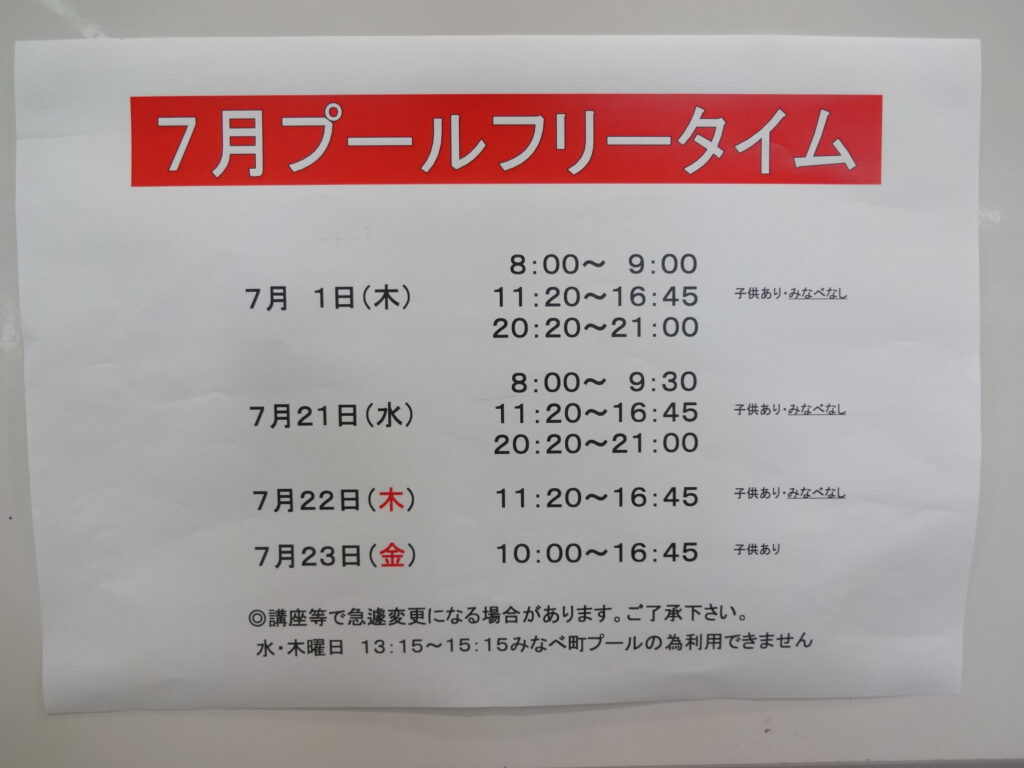 7月プールフリータイム
8:00～ 9:00
7月 1日(木) 11:20～16:45 子供あり・みなべなし
20:20～21:00
8:00～ 9:30
7月21日(水) 11:20～16:45 子供あり・みなべなし
20:20～21:00
7月22日(木) 11:20～16:45 子供あり・みなべなし
7月23日(金) 10:00～16:45 子供あり
◎講座等で急遽変更になる場合があります。ご了承下さい。
水・木曜日 13:15～15:15みなべ町プールの為利用できません